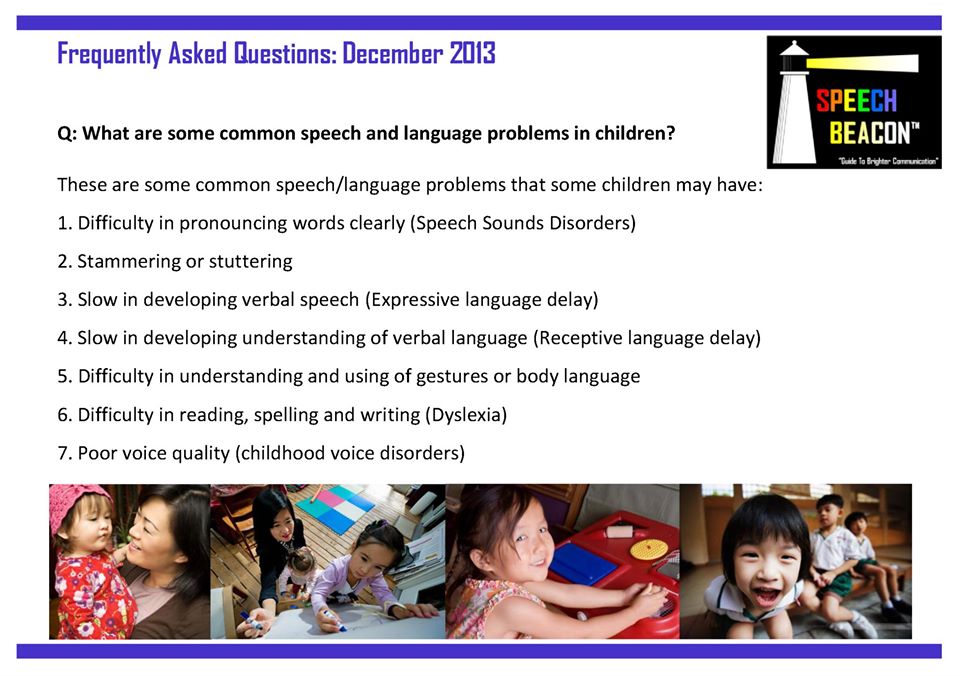 Frequently Asked Questions: December 2013
SPEECH
BEACON™
"Guide To Brighter Communication"
Q: What are some common speech and language problems in children?
These are some common speech/language problems that some children may have:
1. Difficulty in pronouncing words clearly (Speech Sounds Disorders)
2. Stammering or stuttering
3. Slow in developing verbal speech (Expressive language delay)
4. Slow in developing understanding of verbal language (Receptive language delay)
5. Difficulty in understanding and using of gestures or body language
6. Difficulty in reading, spelling and writing (Dyslexia)
7. Poor voice quality (childhood voice disorders)